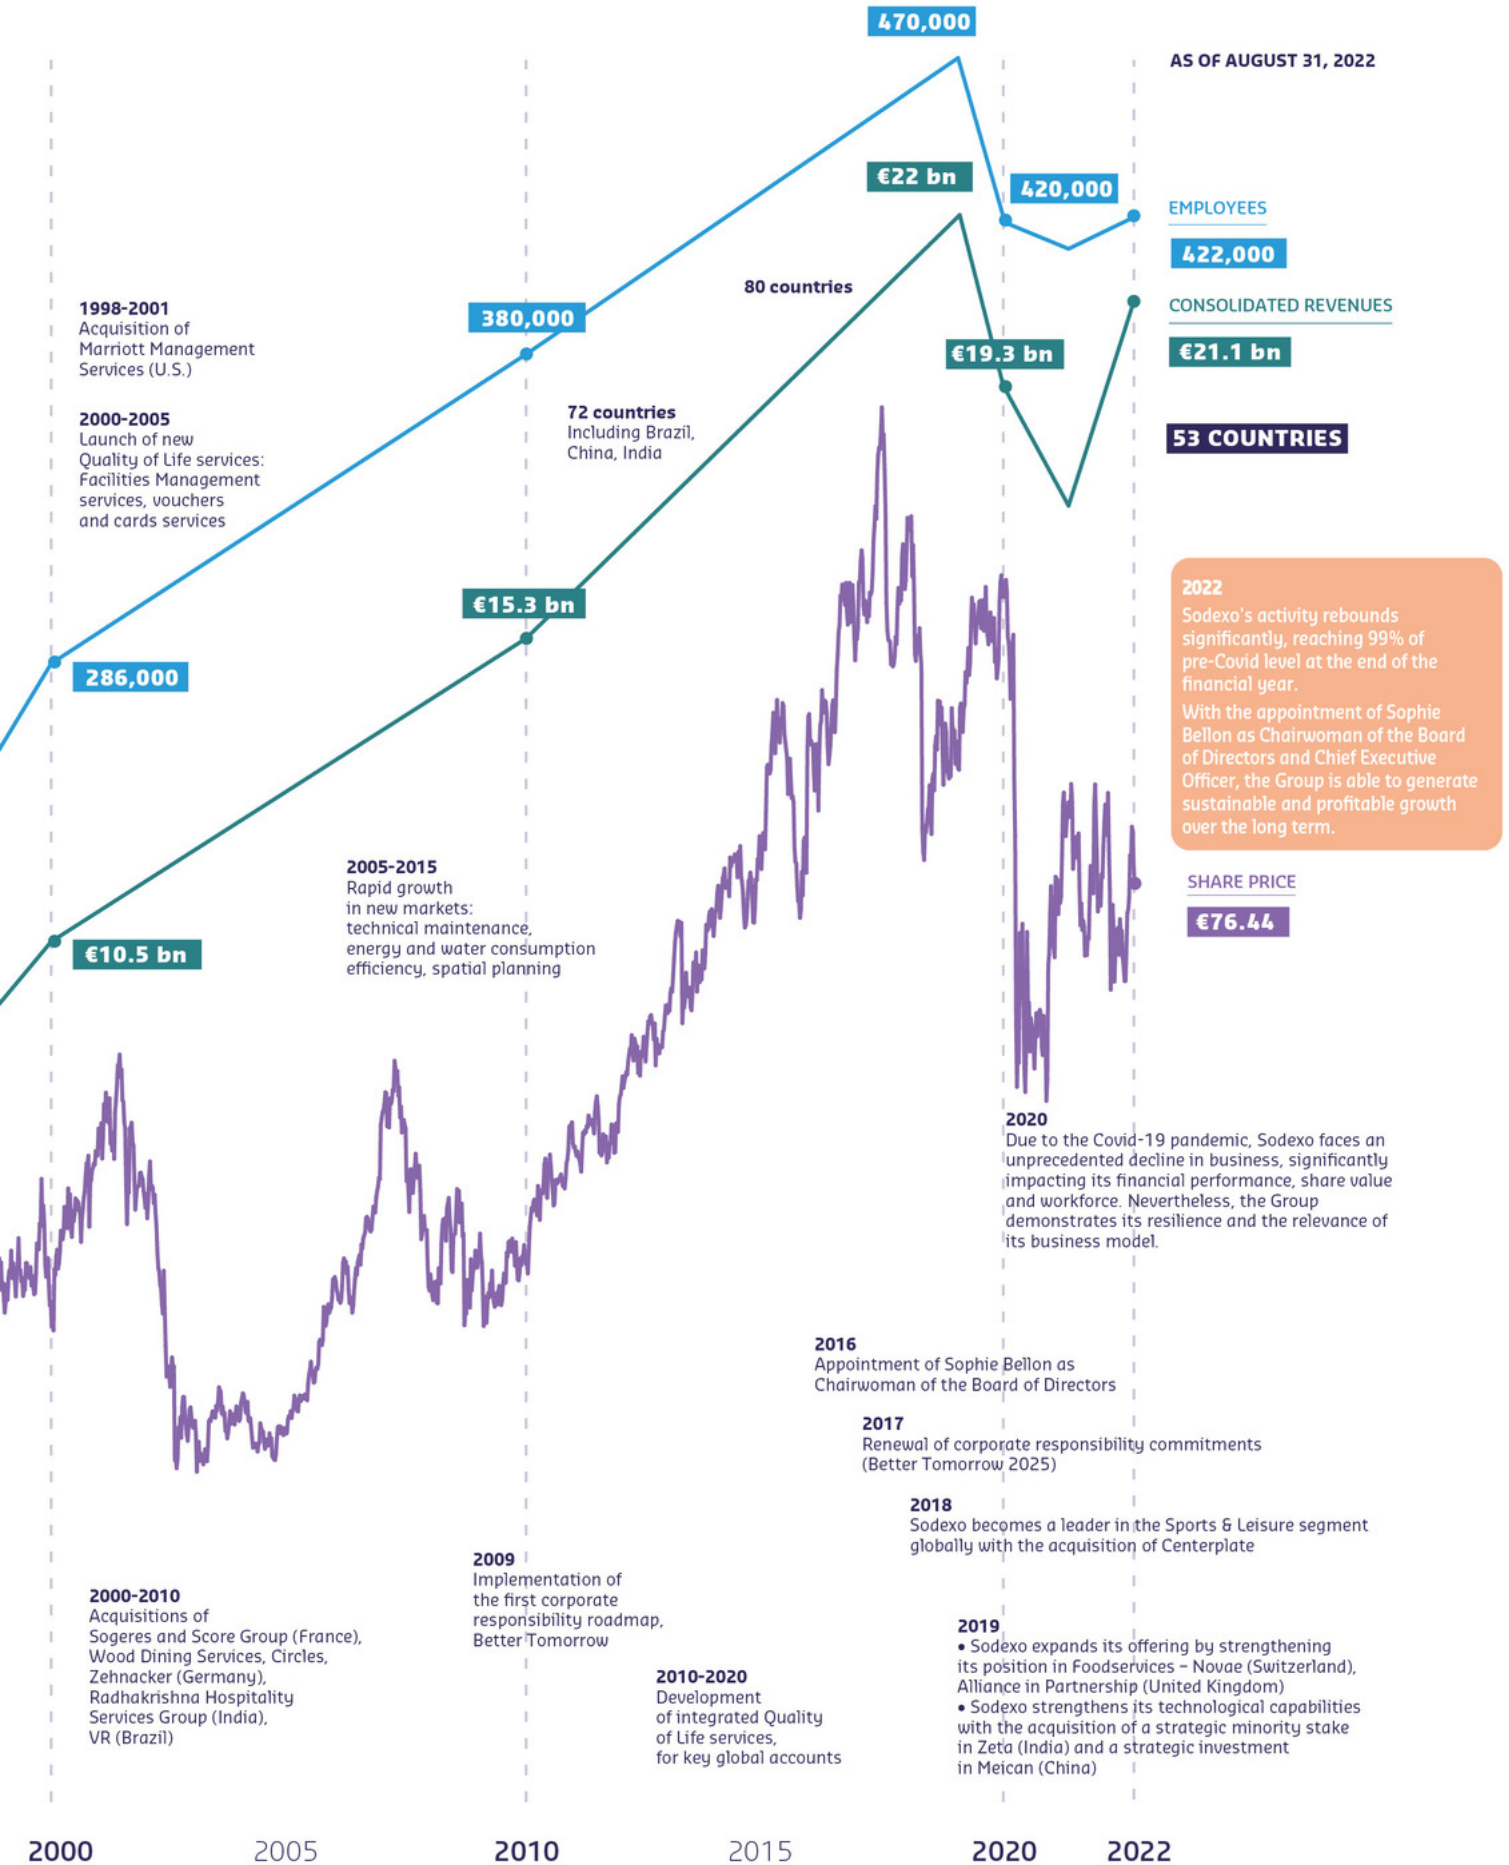 470,000
AS OF AUGUST 31, 2022
€22 bn
420,000
EMPLOYEES
422,000
80 countries
CONSOLIDATED REVENUES
€21.1 bn
€19.3 bn
380,000
1998-2001
Acquisition of
Marriott Management
Services (U.S.)
2000-2005
Launch of new
Quality of Life services:
Facilities Management
services, vouchers
and cards services
72 countries
Including Brazil,
China, India
53 COUNTRIES
€15.3 bn
286,000
2022
Sodexo's activity rebounds
significantly, reaching 99% of
pre-Covid level at the end of the
financial year.
With the appointment of Sophie
Bellon as Chairwoman of the Board
of Directors and Chief Executive
Officer, the Group is able to generate
sustainable and profitable growth
over the long term.
2005-2015
Rapid growth
in new markets:
technical maintenance,
energy and water consumption
efficiency, spatial planning
SHARE PRICE
€76.44
€10.5 bn
2020
Due to the Covid-19 pandemic, Sodexo faces an
unprecedented decline in business, significantly
impacting its financial performance, share value
and workforce. Nevertheless, the Group
demonstrates its resilience and the relevance of
its business model.
2016
Appointment of Sophie Bellon as
Chairwoman of the Board of Directors
2017
Renewal of corporate responsibility commitments
(Better Tomorrow 2025)
2018
Sodexo becomes a leader in the Sports & Leisure segment
globally with the acquisition of Centerplate
2009
Implementation of
the first corporate
responsibility roadmap,
Better Tomorrow
2000-2010
Acquisitions of
Sogeres and Score Group (France),
Wood Dining Services, Circles,
Zehnacker (Germany),
Radhakrishna Hospitality
Services Group (India),
VR (Brazil)
2010-2020
Development
of integrated Quality
of Life services,
for key global accounts
2019
• Sodexo expands its offering by strengthening
its position in Foodservices – Novae (Switzerland),
Alliance in Partnership (United Kingdom)
• Sodexo strengthens its technological capabilities
with the acquisition of a strategic minority stake
in Zeta (India) and a strategic investment
in Meican (China)
2000 2005 2010 2015 2020 2022